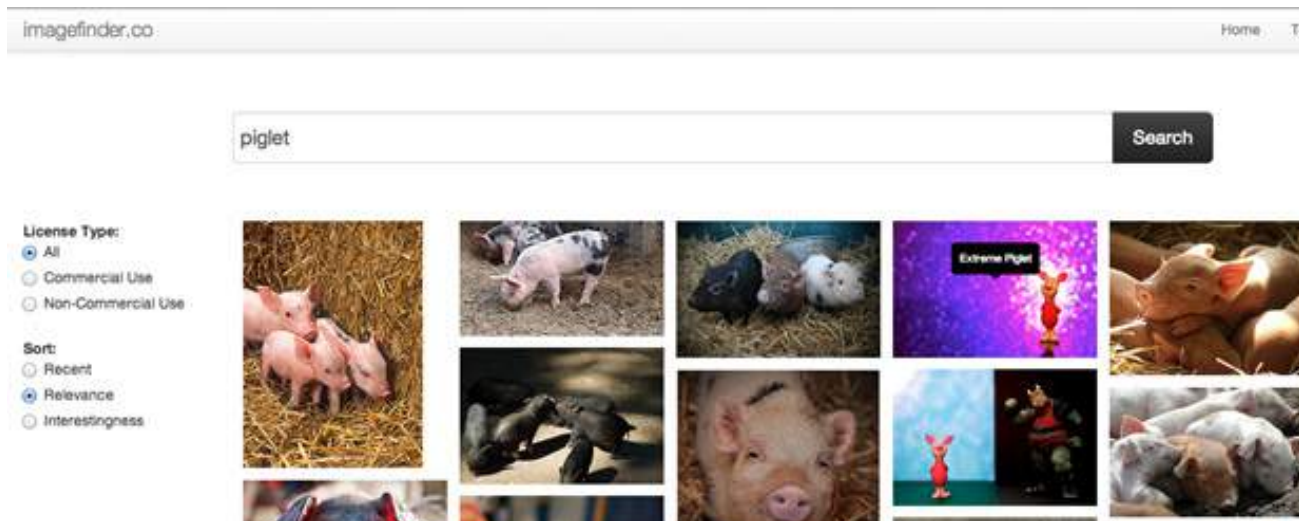 imagefinder.co
Home
piglet
Search
License Type:
All
Commercial Use
Non-Commercial Use
Sort:
Recent
Relevance
Interestingness
Extreme Piglet